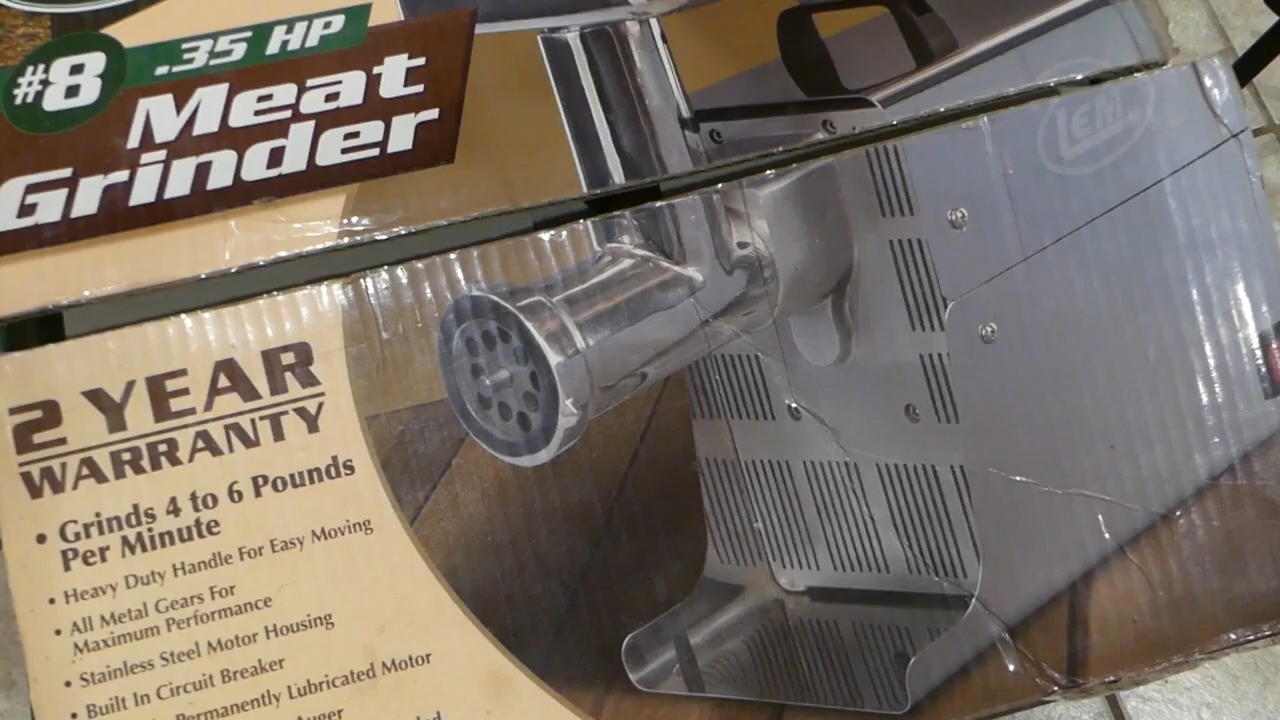 #8 .35 HP
Meat
Grinder
LEM
2 YEAR
WARRANTY
• Grinds 4 to 6 Pounds
Per Minute
• Heavy Duty Handle For Easy Moving
• All Metal Gears For
Maximum Performance
• Stainless Steel Motor Housing
• Built In Circuit Breaker
Permanently Lubricated Motor
Auger